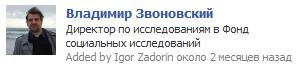 Владимир Звоновский
Директор по исследованиям в Фонд
социальных исследований
Added by Igor Zadorin около 2 месяцев назад